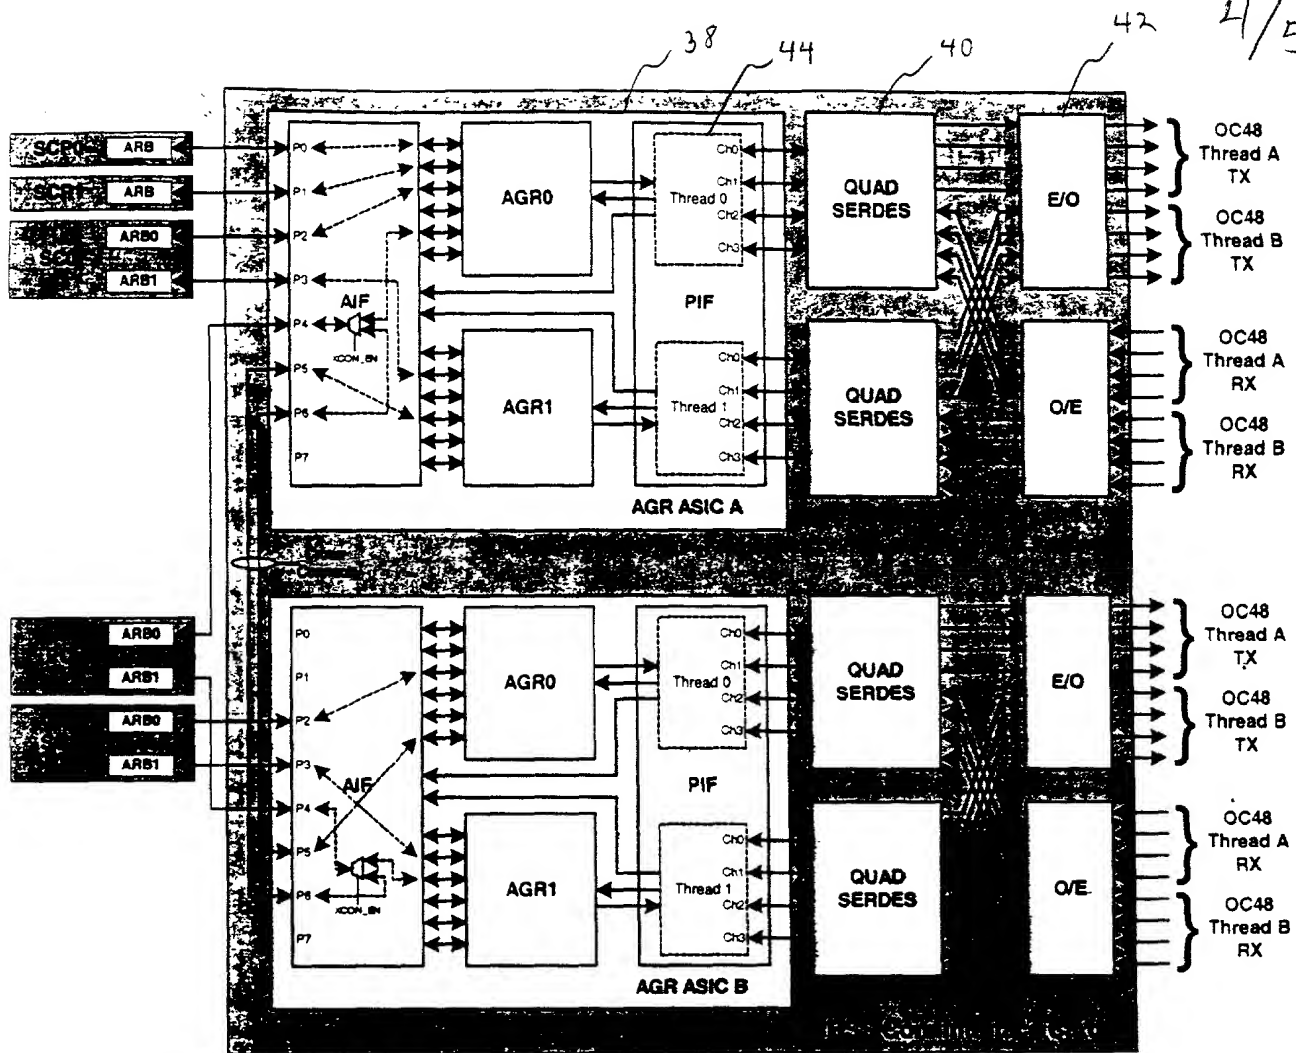 38
44
40
42
4/5
SCP0 ARB
SCP1 ARB
ARB0
ARB1
P0
P1
P2
P3
P4
P5
P6
P7
AIF
XCON_EN
AGR0
AGR1
Ch0
Ch1
Thread 0
Ch2
Ch3
PIF
Ch0
Ch1
Thread 1
Ch2
Ch3
AGR ASIC A
QUAD
SERDES
QUAD
SERDES
E/O
O/E
OC48
Thread A
TX
OC48
Thread B
TX
OC48
Thread A
RX
OC48
Thread B
RX
ARB0
ARB1
ARB0
ARB1
P0
P1
P2
P3
P4
P5
P6
P7
AIF
XCON_EN
AGR0
AGR1
Ch0
Ch1
Thread 0
Ch2
Ch3
PIF
Ch0
Ch1
Thread 1
Ch2
Ch3
AGR ASIC B
QUAD
SERDES
QUAD
SERDES
E/O
O/E
OC48
Thread A
TX
OC48
Thread B
TX
OC48
Thread A
RX
OC48
Thread B
RX